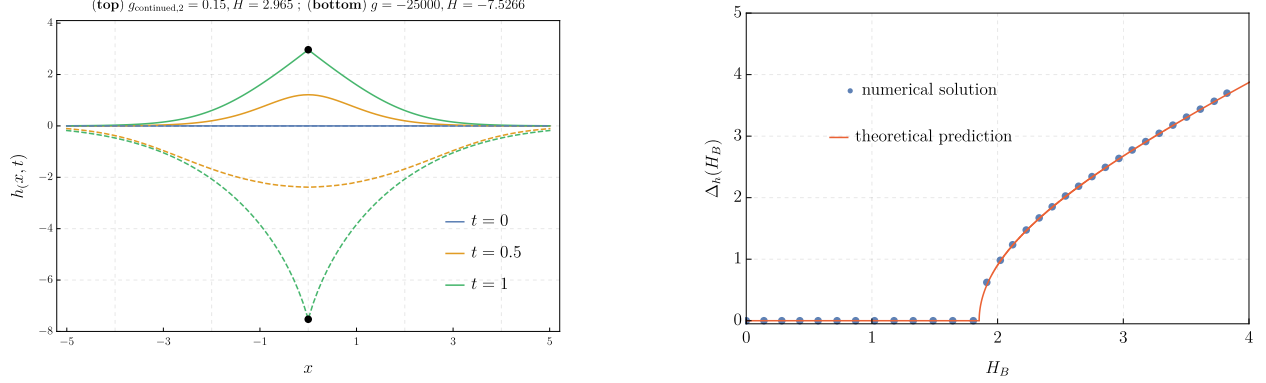 (top) g_continued,2 = 0.15, H = 2.965 ; (bottom) g = −25000, H = −7.5266
4
2
0
−2
−4
−6
−8
h(x, t)
t = 0
t = 0.5
t = 1
−5 −3 −1 1 3 5
x
5
4
3
2
1
0
Δ_h(H_B)
numerical solution
theoretical prediction
0 1 2 3 4
H_B